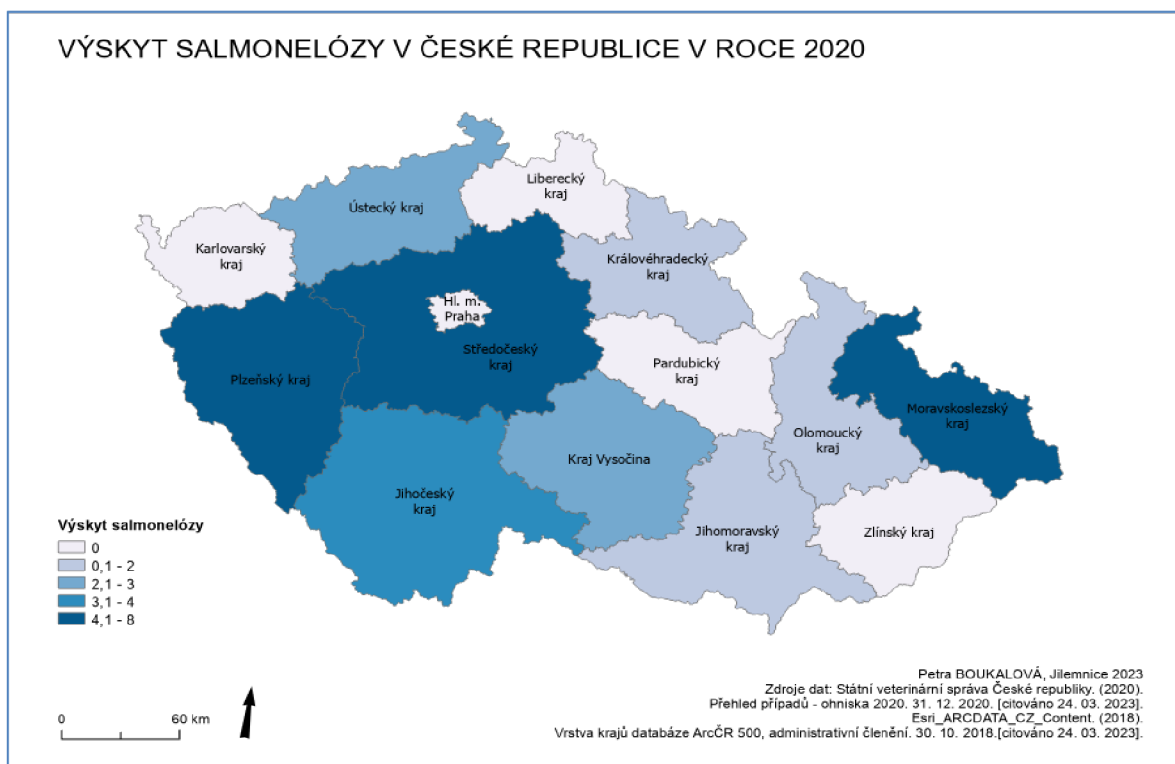 VÝSKYT SALMONELÓZY V ČESKÉ REPUBLICE V ROCE 2020
Liberecký
kraj
Ústecký kraj
Karlovarský
kraj
Královéhradecký
kraj
Hl. m.
Praha
Středočeský
kraj
Pardubický
kraj
Plzeňský kraj
Moravskoslezský
kraj
Olomoucký
kraj
Kraj Vysočina
Jihočeský
kraj
Jihomoravský
kraj
Zlínský kraj
Výskyt salmonelózy
0
0,1 - 2
2,1 - 3
3,1 - 4
4,1 - 8
0 60 km
Petra BOUKALOVÁ, Jilemnice 2023
Zdroje dat: Státní veterinární správa České republiky. (2020).
Přehled případů - ohniska 2020. 31. 12. 2020. [citováno 24. 03. 2023].
Esri_ARCDATA_CZ_Content. (2018).
Vrstva krajů databáze ArcČR 500, administrativní členění. 30. 10. 2018.[citováno 24. 03. 2023].